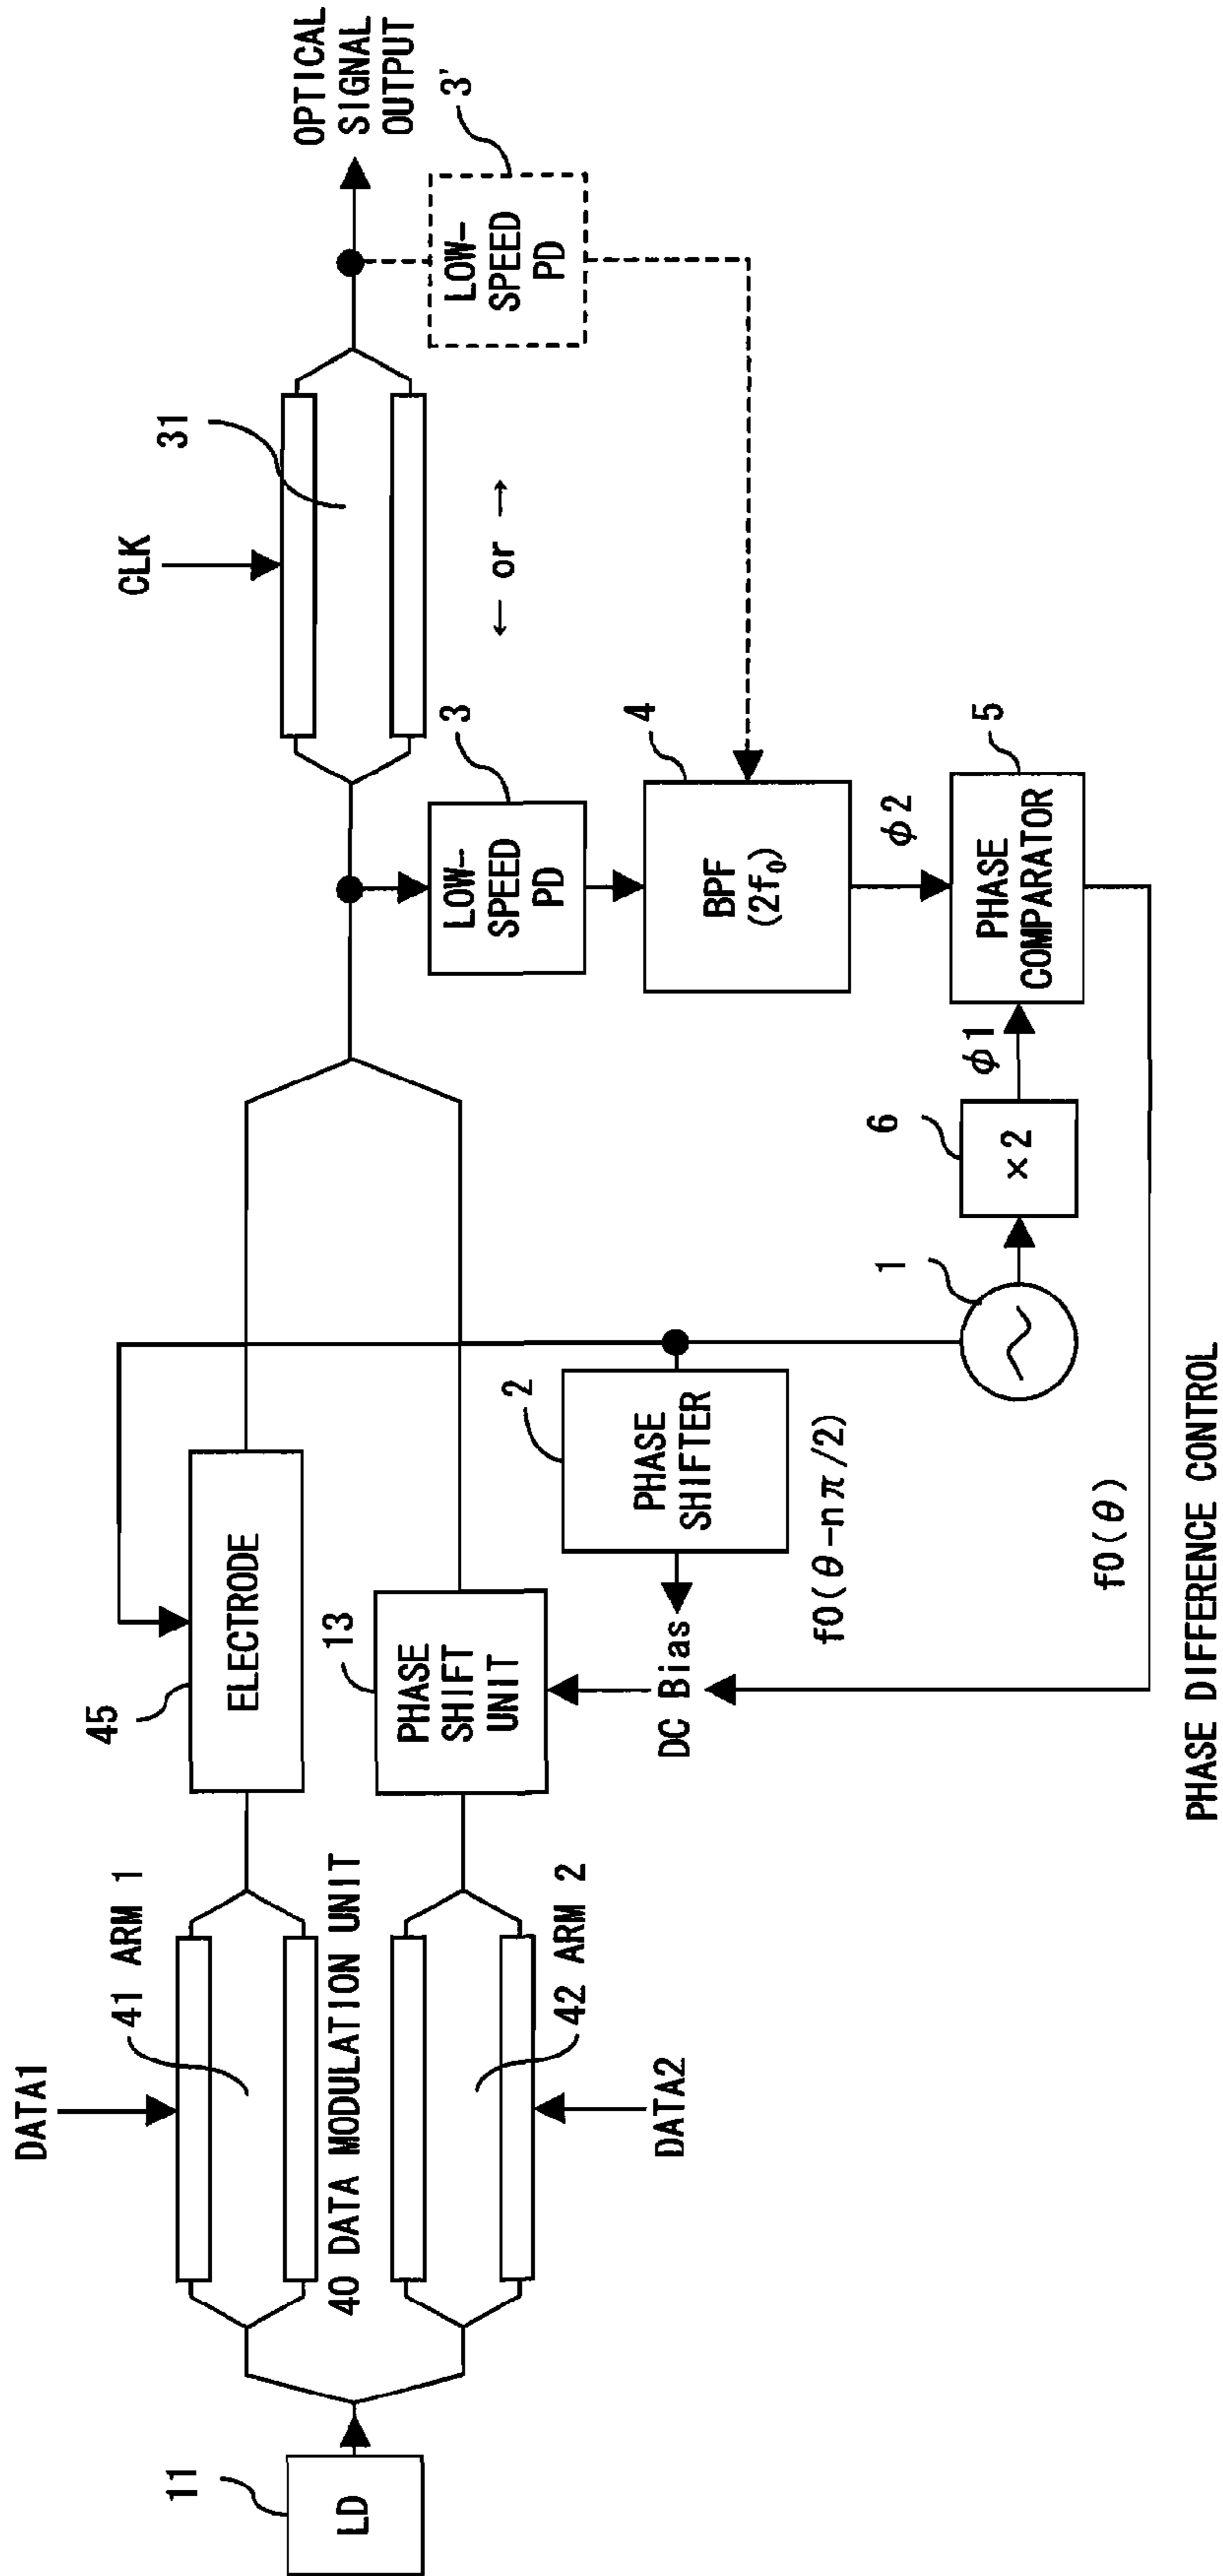 11
LD
DATA1
41 ARM 1
40 DATA MODULATION UNIT
42 ARM 2
DATA2
45
ELECTRODE
13
PHASE
SHIFT
UNIT
DC Bias
2
PHASE
SHIFTER
f0(θ-nπ/2)
f0(θ)
PHASE DIFFERENCE CONTROL
1
6
×2
φ1
3
LOW-
SPEED
PD
4
BPF
(2f₀)
φ2
5
PHASE
COMPARATOR
CLK
31
← or →
3'
LOW-
SPEED
PD
OPTICAL
SIGNAL
OUTPUT